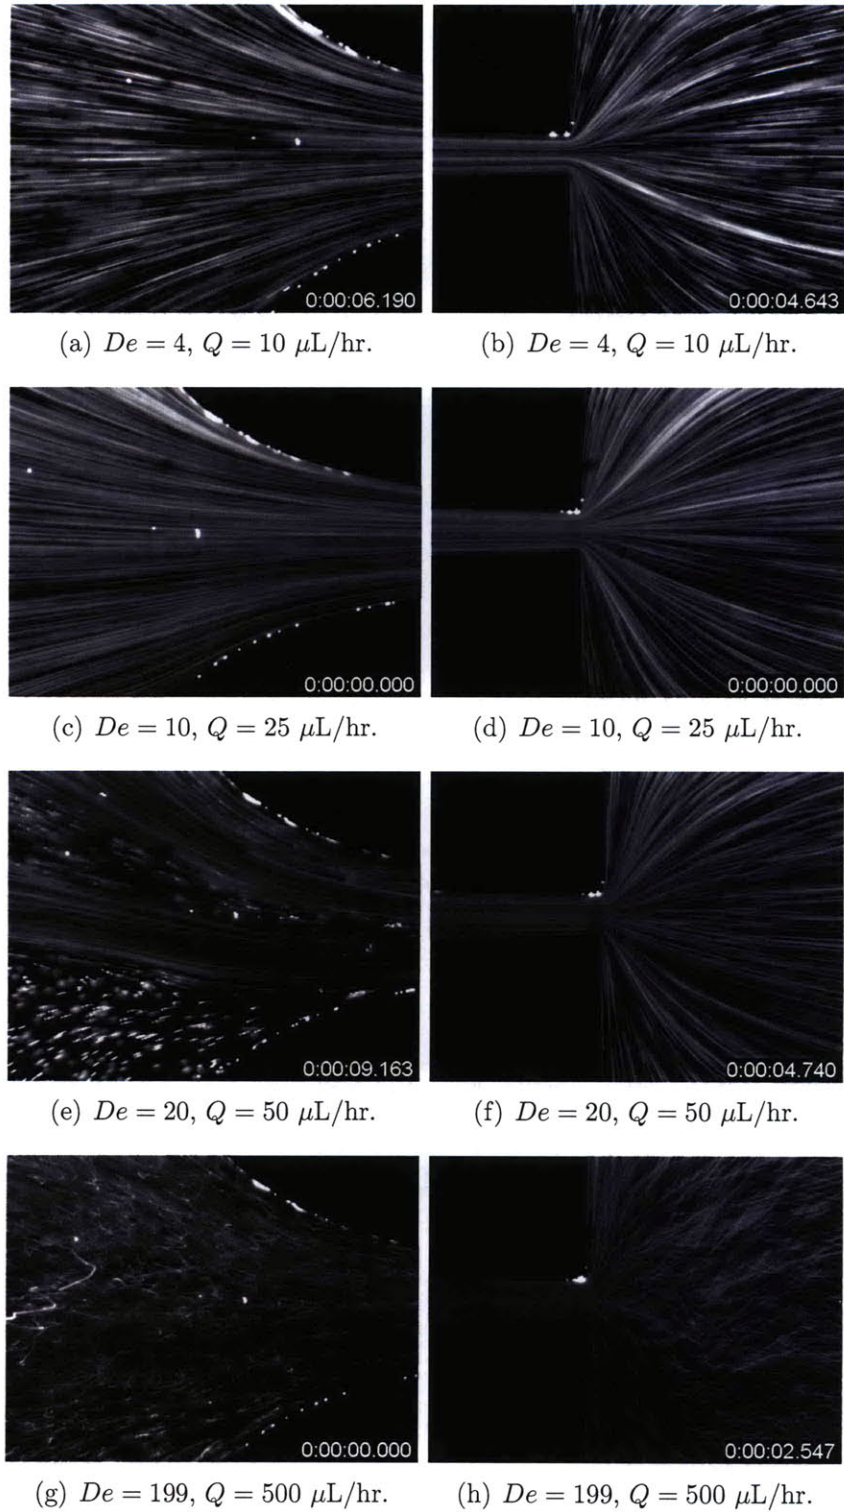 0:00:06.190 0:00:04.643
(a) De = 4, Q = 10 μL/hr. (b) De = 4, Q = 10 μL/hr.
0:00:00.000 0:00:00.000
(c) De = 10, Q = 25 μL/hr. (d) De = 10, Q = 25 μL/hr.
0:00:09.163 0:00:04.740
(e) De = 20, Q = 50 μL/hr. (f) De = 20, Q = 50 μL/hr.
0:00:00.000 0:00:02.547
(g) De = 199, Q = 500 μL/hr. (h) De = 199, Q = 500 μL/hr.